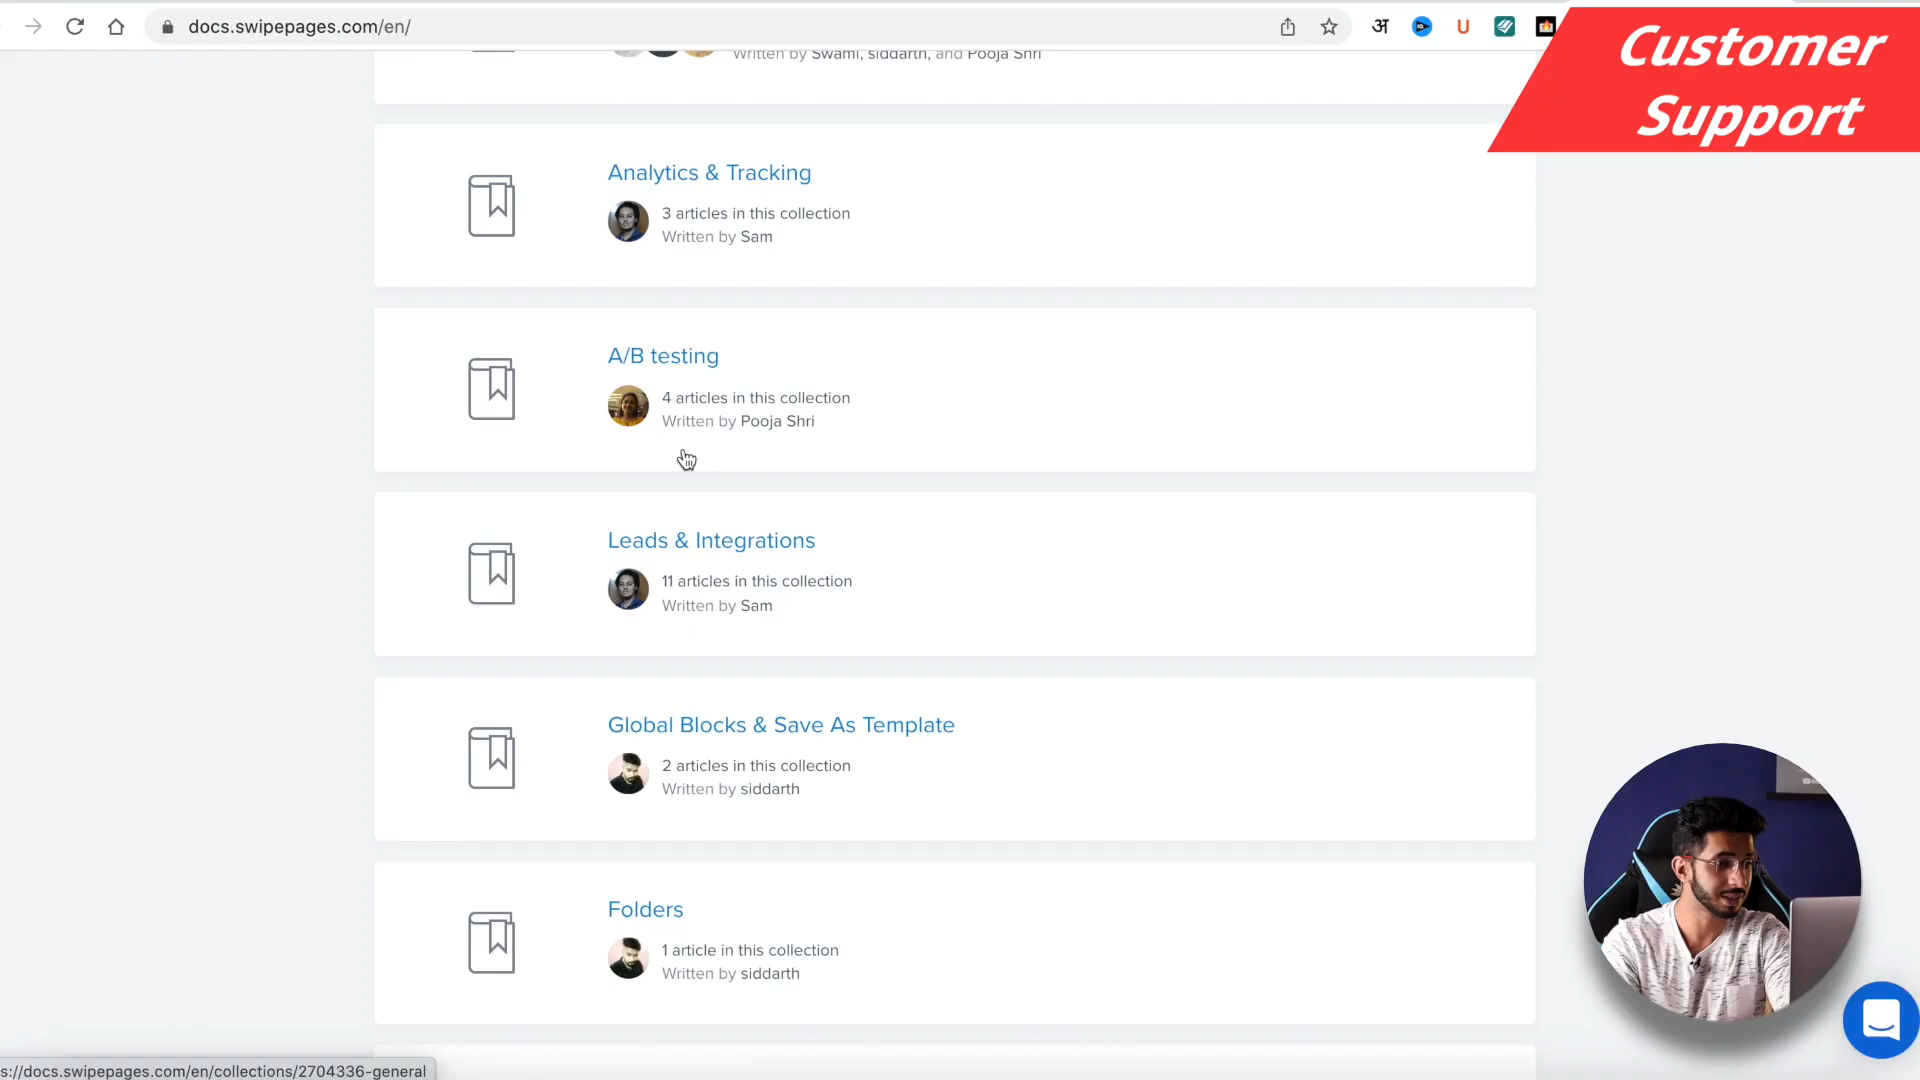 docs.swipepages.com/en/
अ
U
Customer
Support
Written by Swami, siddarth, and Pooja Shri
Analytics & Tracking
3 articles in this collection
Written by Sam
A/B testing
4 articles in this collection
Written by Pooja Shri
Leads & Integrations
11 articles in this collection
Written by Sam
Global Blocks & Save As Template
2 articles in this collection
Written by siddarth
Folders
1 article in this collection
Written by siddarth
s://docs.swipepages.com/en/collections/2704336-general